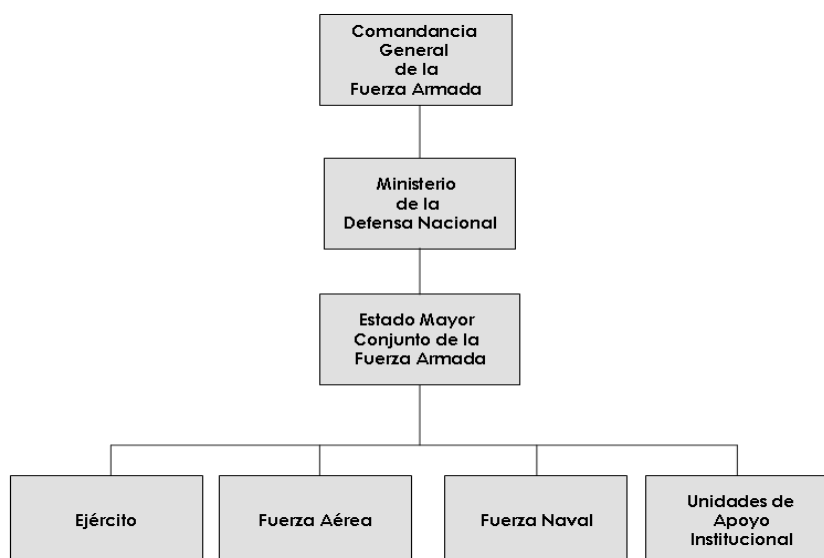 Comandancia
General
de la
Fuerza Armada
Ministerio
de la
Defensa Nacional
Estado Mayor
Conjunto de la
Fuerza Armada
Ejército
Fuerza Aérea
Fuerza Naval
Unidades de
Apoyo
Institucional